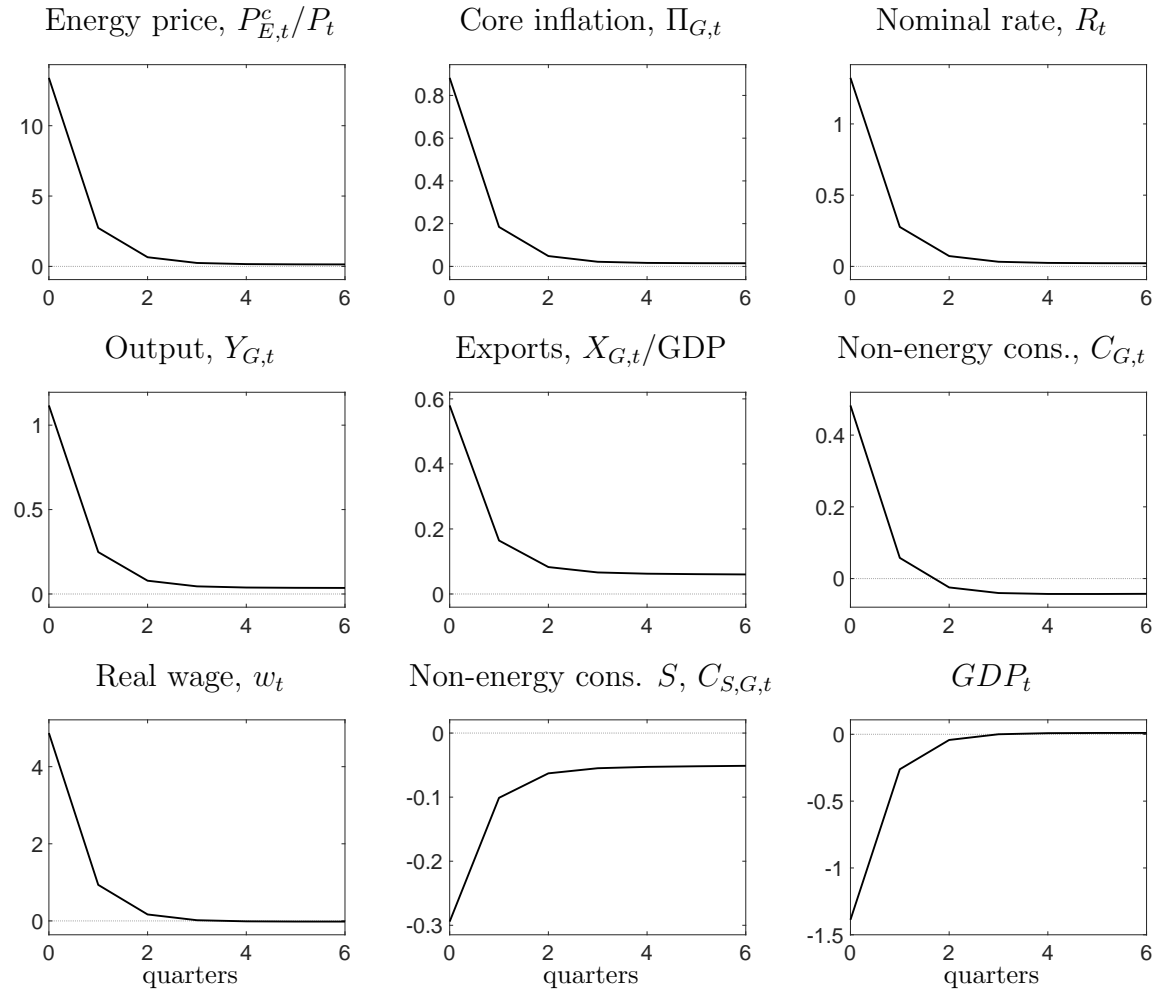 Energy price, P^c_{E,t}/P_t
Core inflation, Π_{G,t}
Nominal rate, R_t
10
5
0
0 2 4 6
0.8
0.6
0.4
0.2
0
0 2 4 6
1
0.5
0
0 2 4 6
Output, Y_{G,t}
Exports, X_{G,t}/GDP
Non-energy cons., C_{G,t}
1
0.5
0
0 2 4 6
0.6
0.4
0.2
0
0 2 4 6
0.4
0.2
0
0 2 4 6
Real wage, w_t
Non-energy cons. S, C_{S,G,t}
GDP_t
4
2
0
0 2 4 6
quarters
0
-0.1
-0.2
-0.3
0 2 4 6
quarters
0
-0.5
-1
-1.5
0 2 4 6
quarters